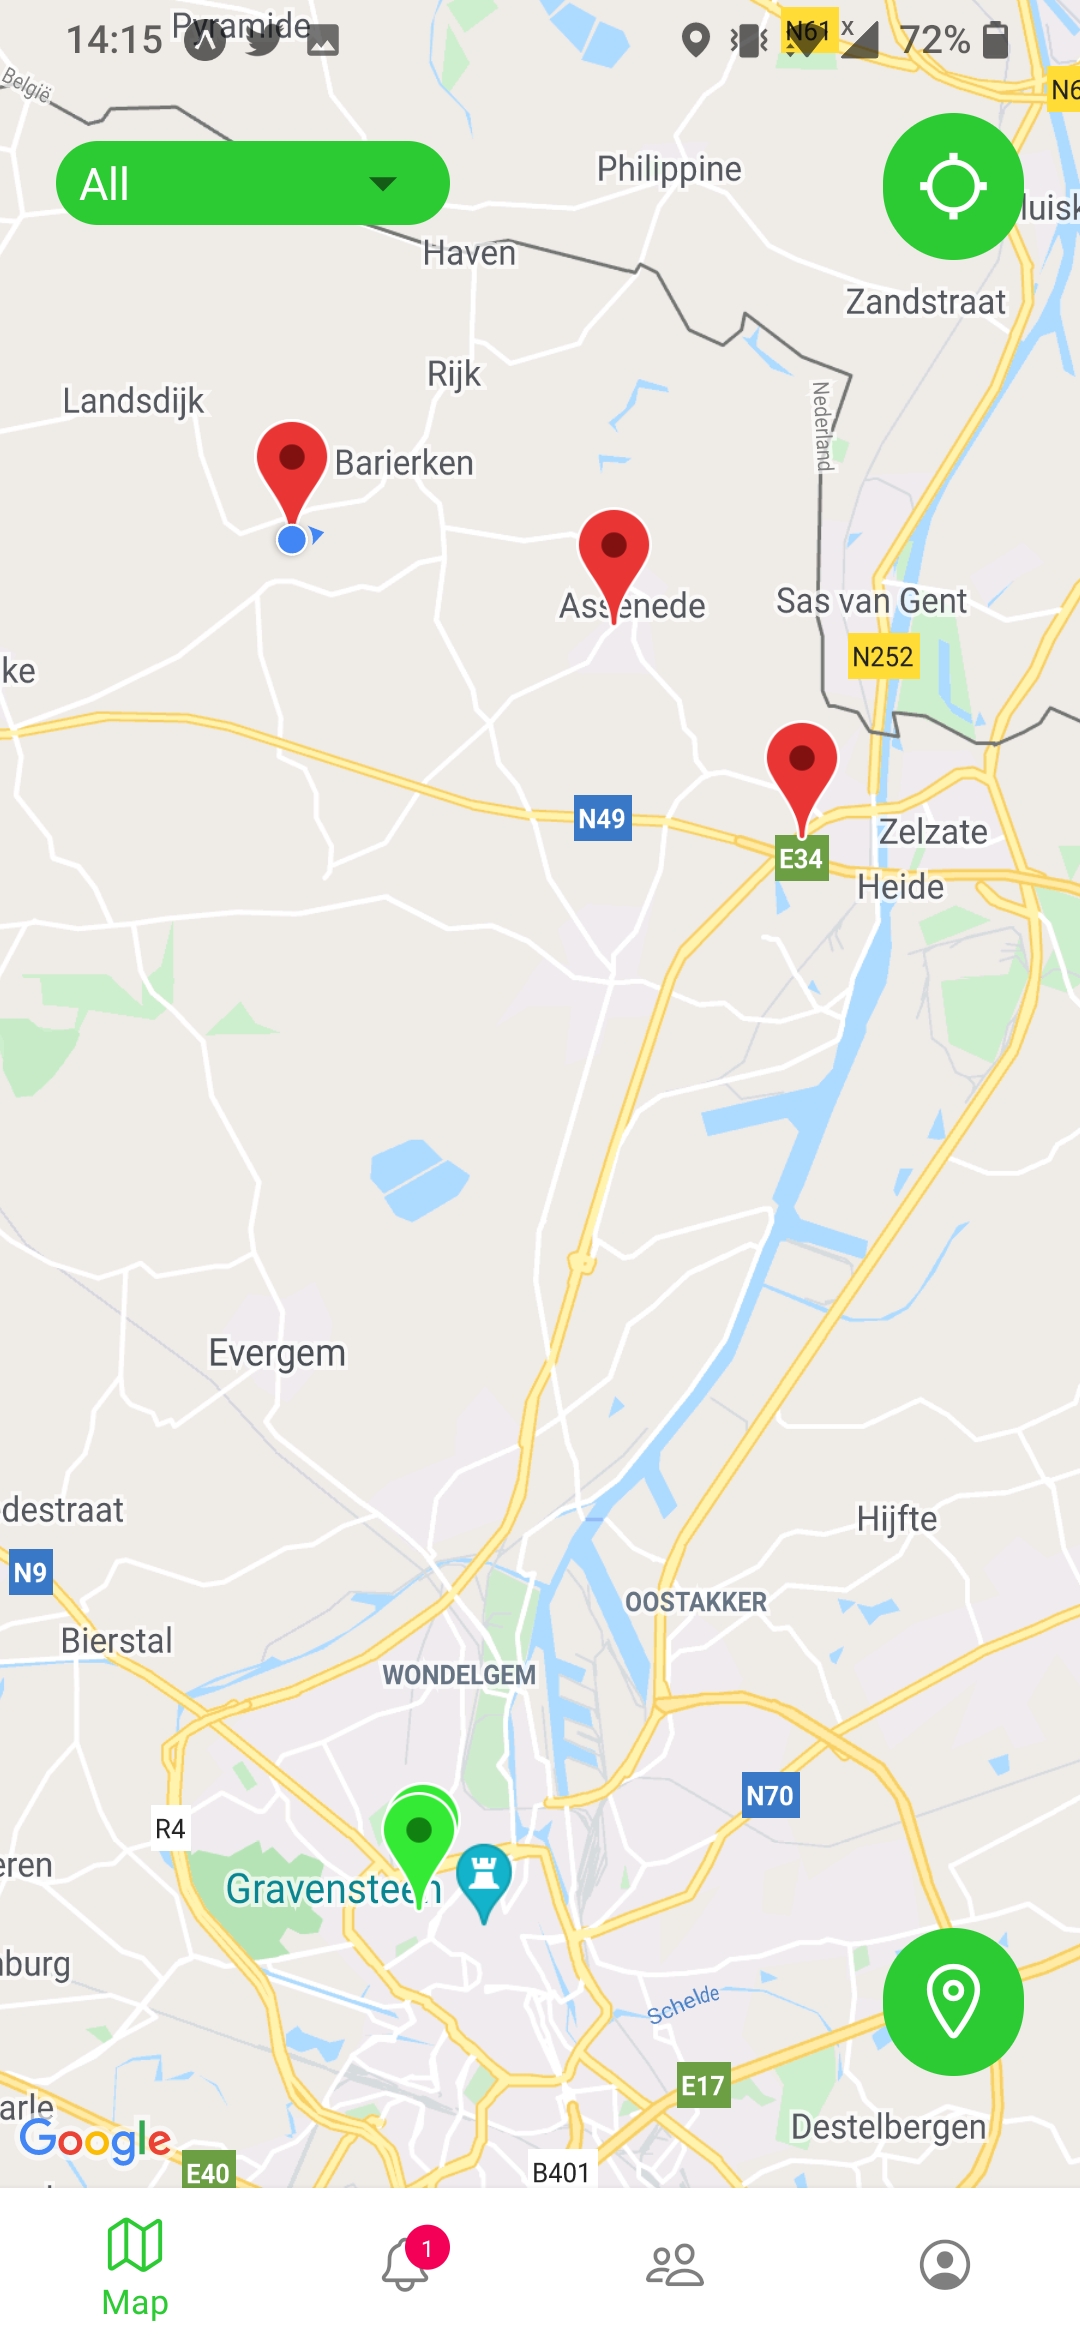 14:15
Pyramide
N61
X
72%
België
N6
All
Philippine
luisk
Haven
Zandstraat
Rijk
Landsdijk
Nederland
Barierken
Assenede
Sas van Gent
N252
ke
N49
Zelzate
E34
Heide
Evergem
destraat
Hijfte
N9
OOSTAKKER
Bierstal
WONDELGEM
N70
R4
eren
Gravensteen
nburg
Schelde
E17
arle
Destelbergen
Google
E40
B401
1
Map